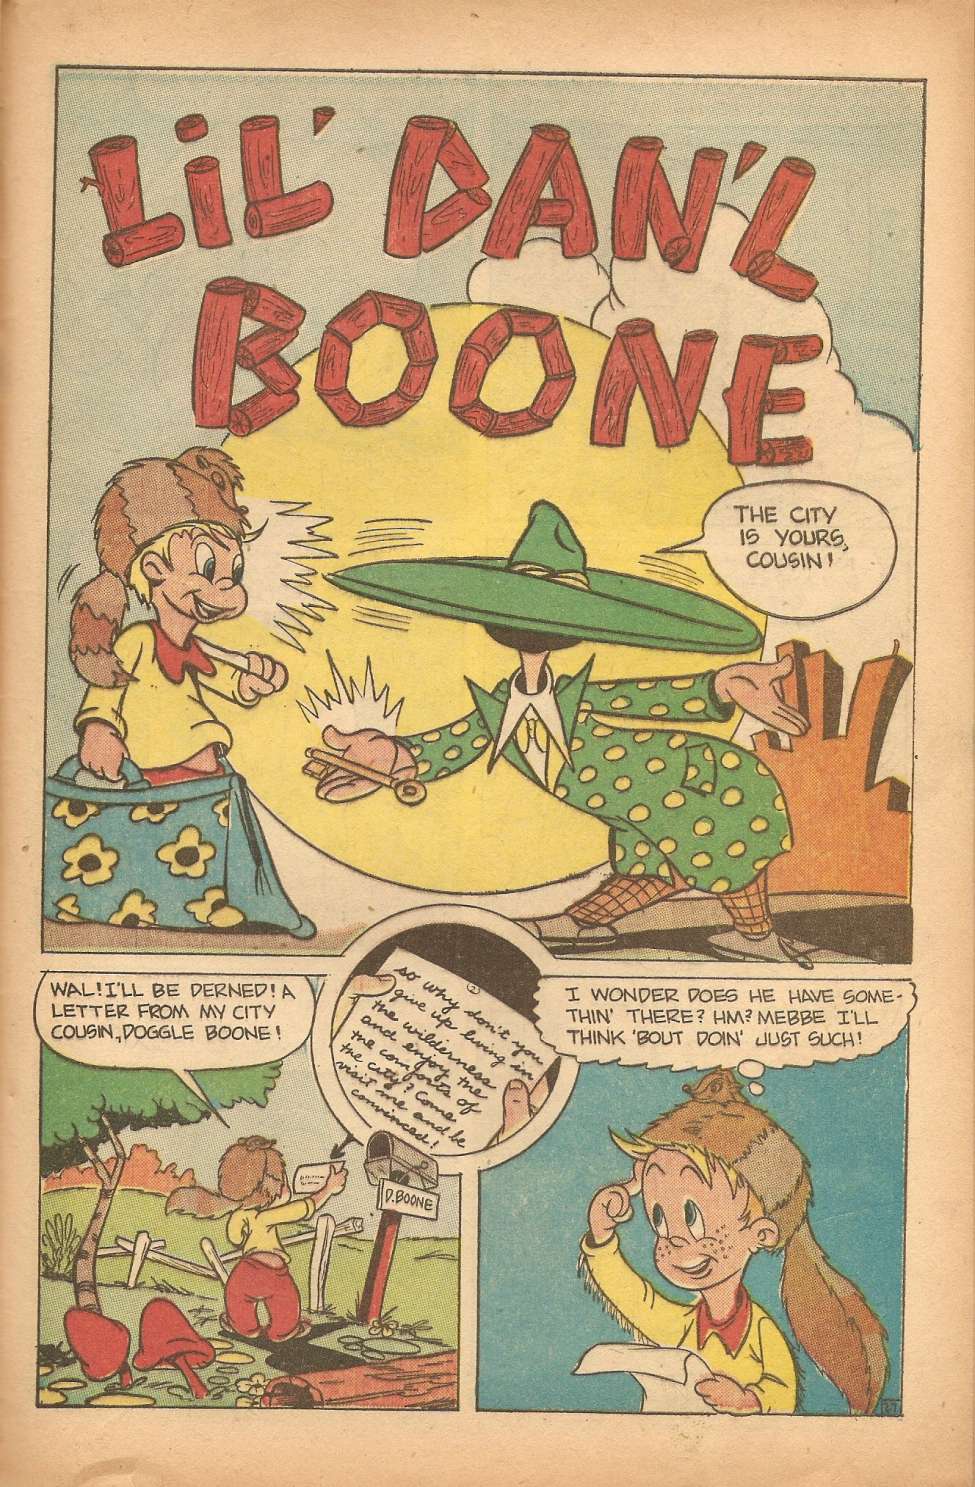 LiL' DAN'L
BOONE
THE CITY
IS YOURS,
COUSIN!
WAL! I'LL BE DERNED! A
LETTER FROM MY CITY
COUSIN, DOGGLE BOONE!
2
so why don't you
give up living in
the wilderness
and enjoy the
the comforts of
the city? Come
visit me and be
convinced!
D. BOONE
I WONDER DOES HE HAVE SOME-
THIN' THERE? HM? MEBBE I'LL
THINK 'BOUT DOIN' JUST SUCH!